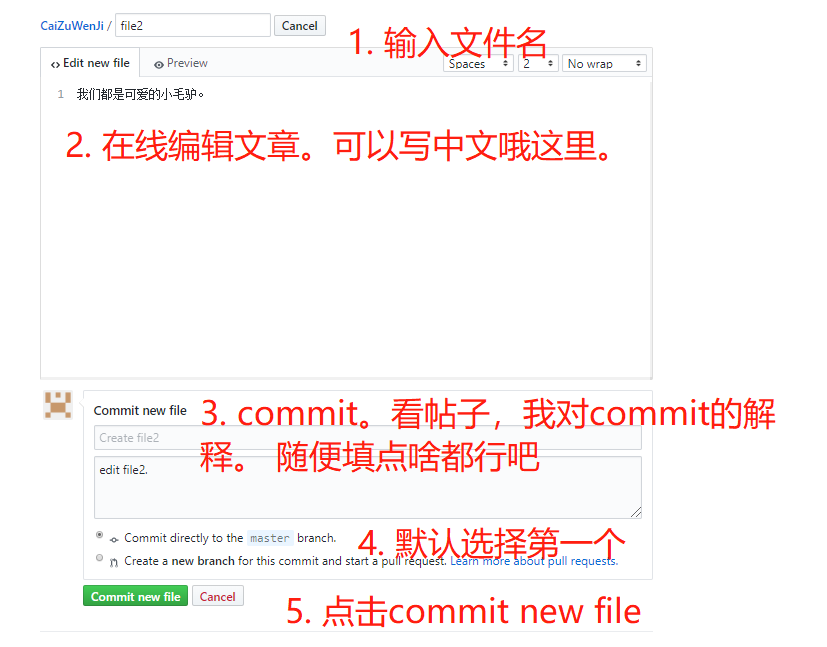 CaiZuWenJi / file2 Cancel
1. 输入文件名
Edit new file Preview Spaces 2 No wrap
1 我们都是可爱的小毛驴。
2. 在线编辑文章。可以写中文哦这里。
Commit new file
3. commit。看帖子，我对commit的解
Create file2
释。 随便填点啥都行吧
edit file2.
Commit directly to the master branch.
4. 默认选择第一个
Create a new branch for this commit and start a pull request. Learn more about pull requests.
Commit new file Cancel
5. 点击commit new file